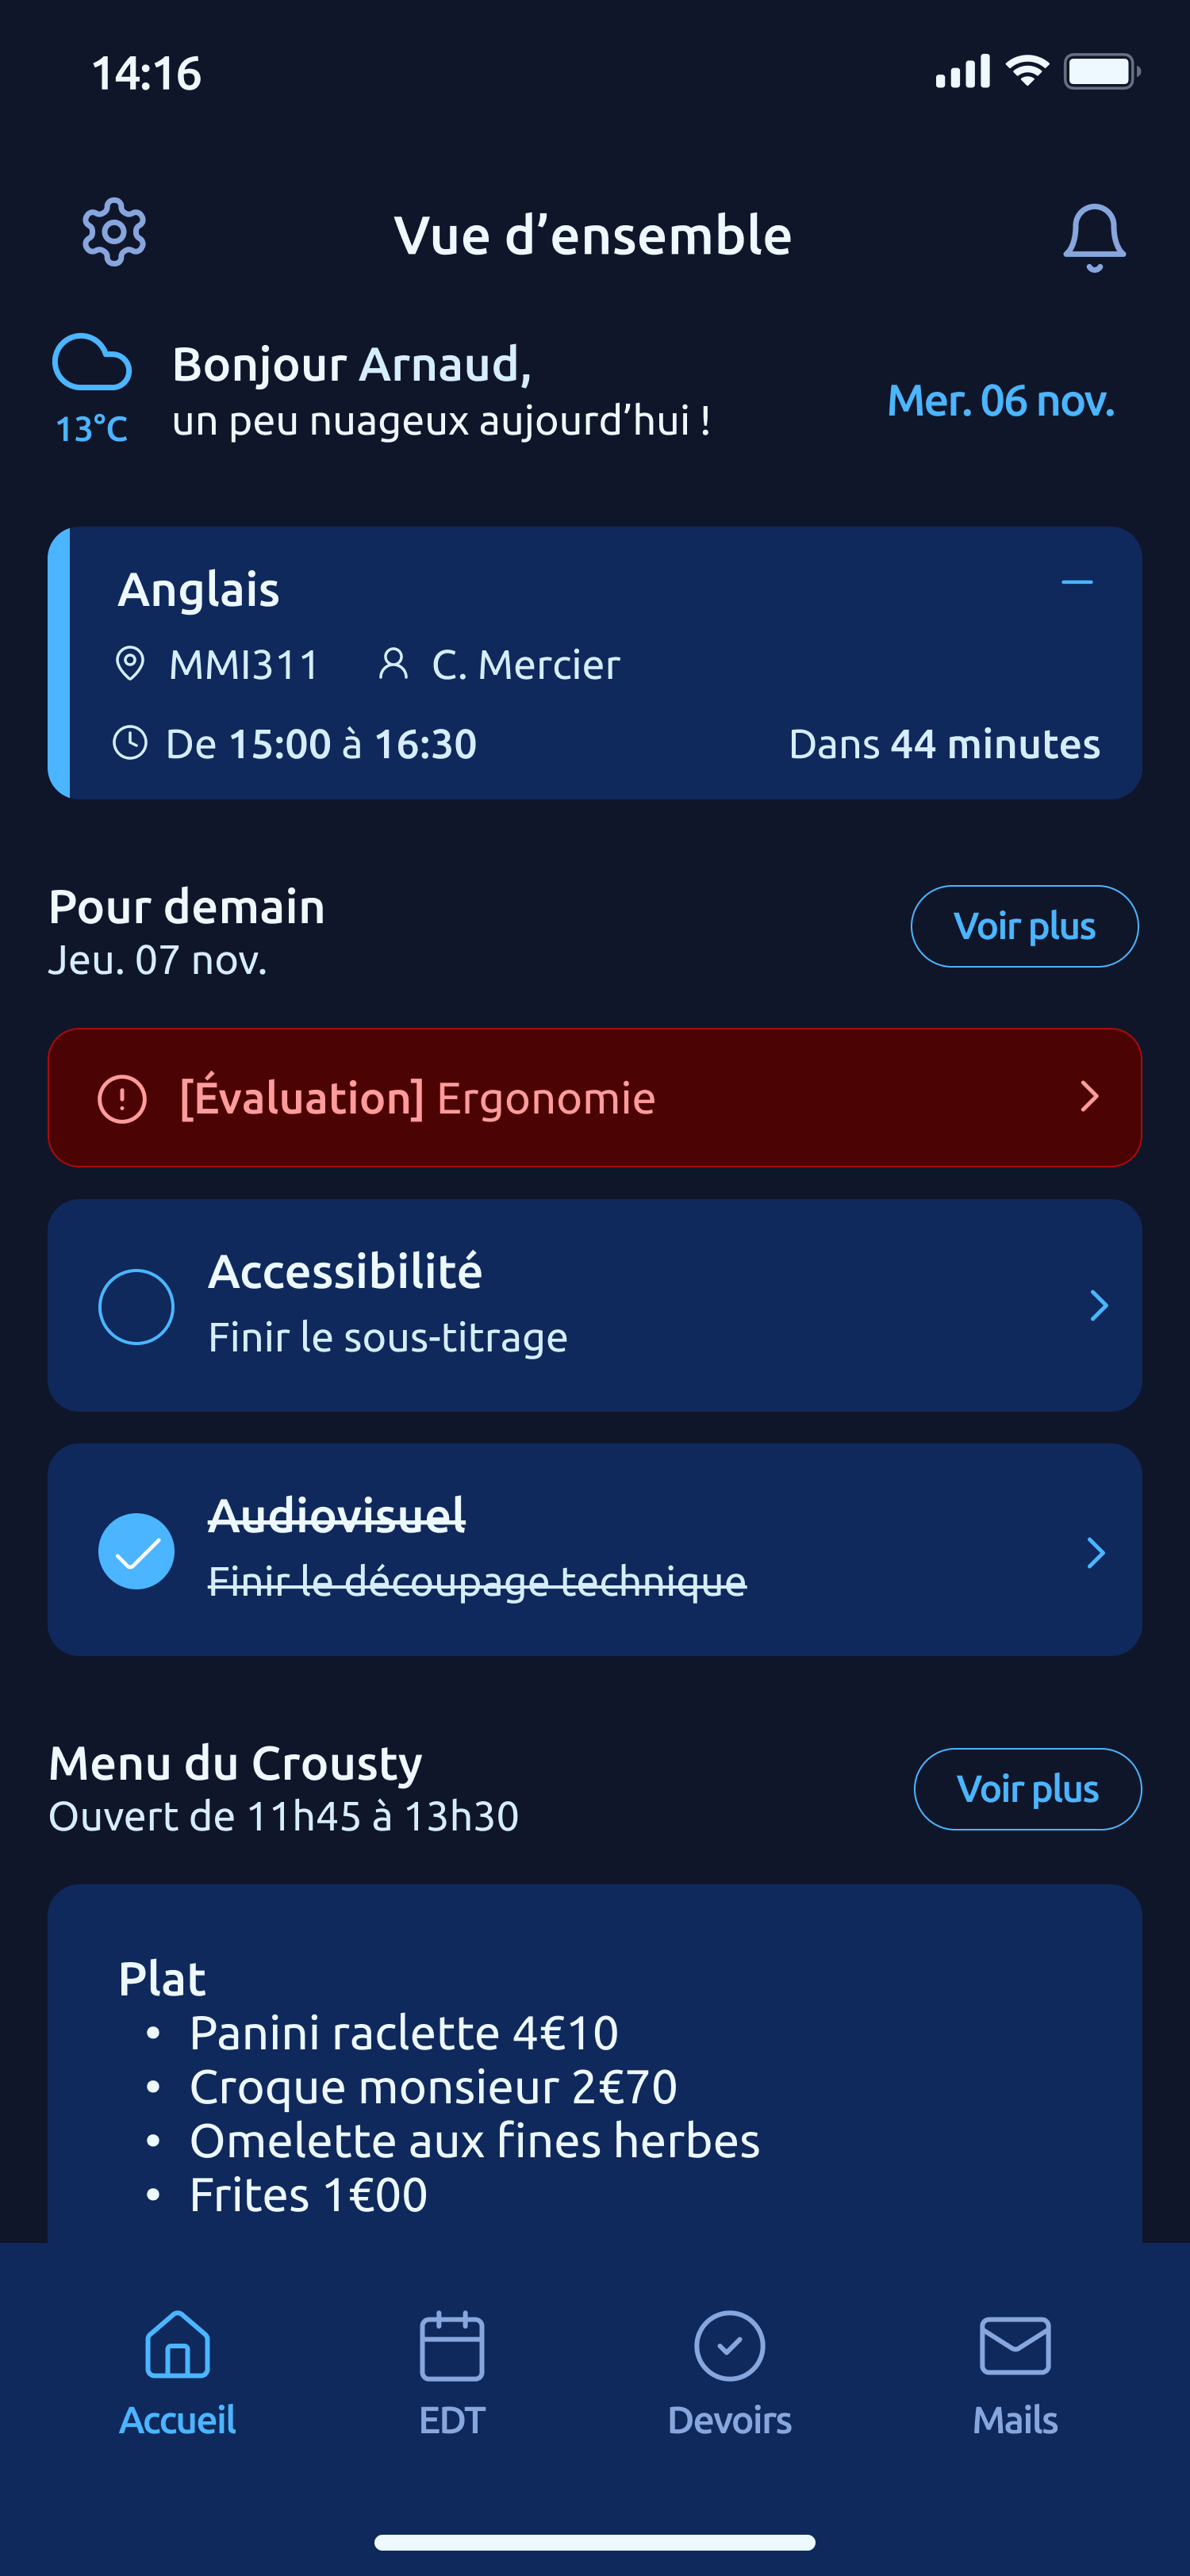 14:16
Vue d’ensemble
Bonjour Arnaud,
un peu nuageux aujourd’hui !
13°C
Mer. 06 nov.
Anglais
MMI311 C. Mercier
De 15:00 à 16:30 Dans 44 minutes
Pour demain
Jeu. 07 nov.
Voir plus
[Évaluation] Ergonomie
Accessibilité
Finir le sous-titrage
Audiovisuel
Finir le découpage technique
Menu du Crousty
Ouvert de 11h45 à 13h30
Voir plus
Plat
• Panini raclette 4€10
• Croque monsieur 2€70
• Omelette aux fines herbes
• Frites 1€00
Accueil EDT Devoirs Mails